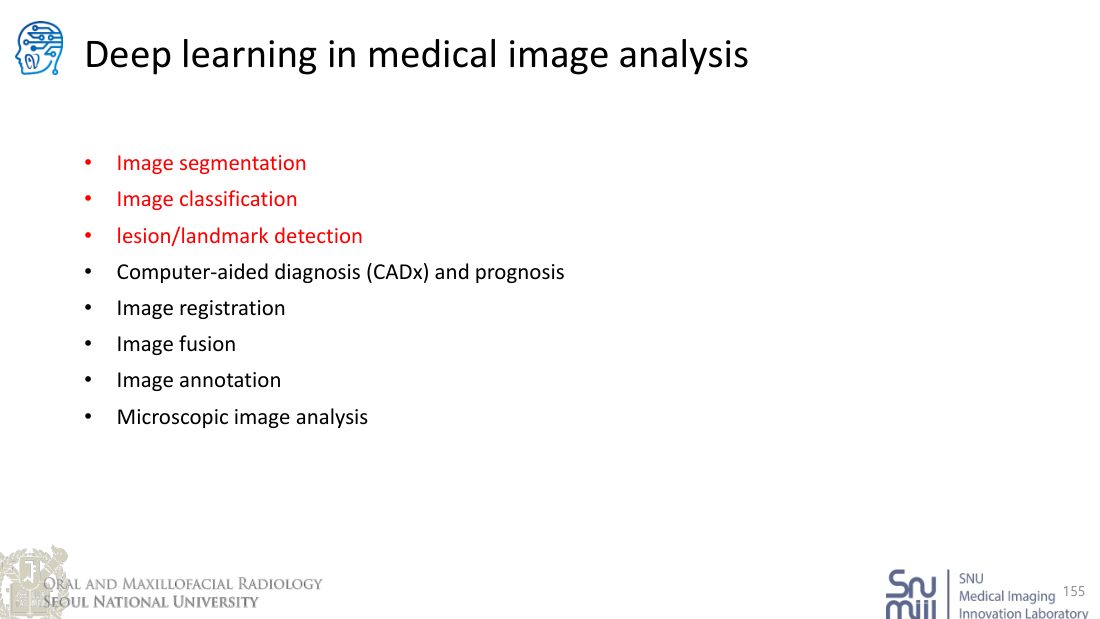 Deep learning in medical image analysis
• Image segmentation
• Image classification
• lesion/landmark detection
• Computer-aided diagnosis (CADx) and prognosis
• Image registration
• Image fusion
• Image annotation
• Microscopic image analysis
ORAL AND MAXILLOFACIAL RADIOLOGY
SEOUL NATIONAL UNIVERSITY
Snu
miil
SNU
Medical Imaging
Innovation Laboratory
155